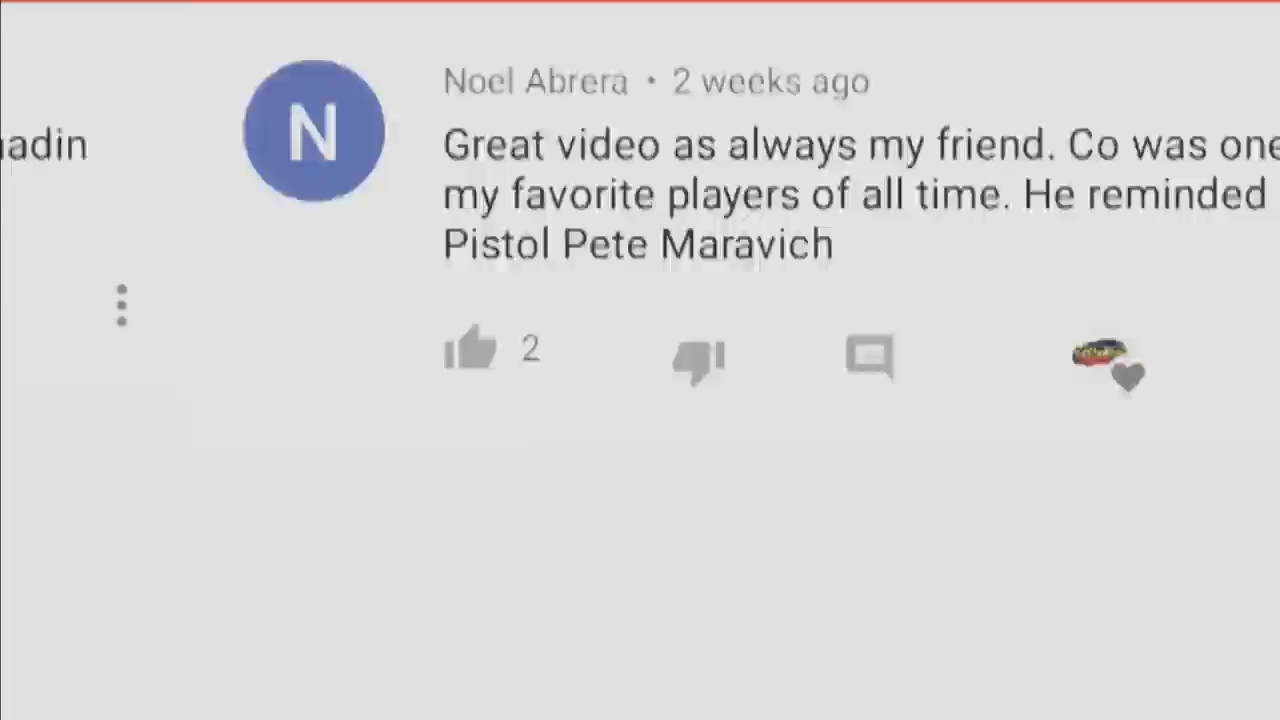 Noel Abrera • 2 weeks ago
adin
N
Great video as always my friend. Co was one
my favorite players of all time. He reminded
Pistol Pete Maravich
2